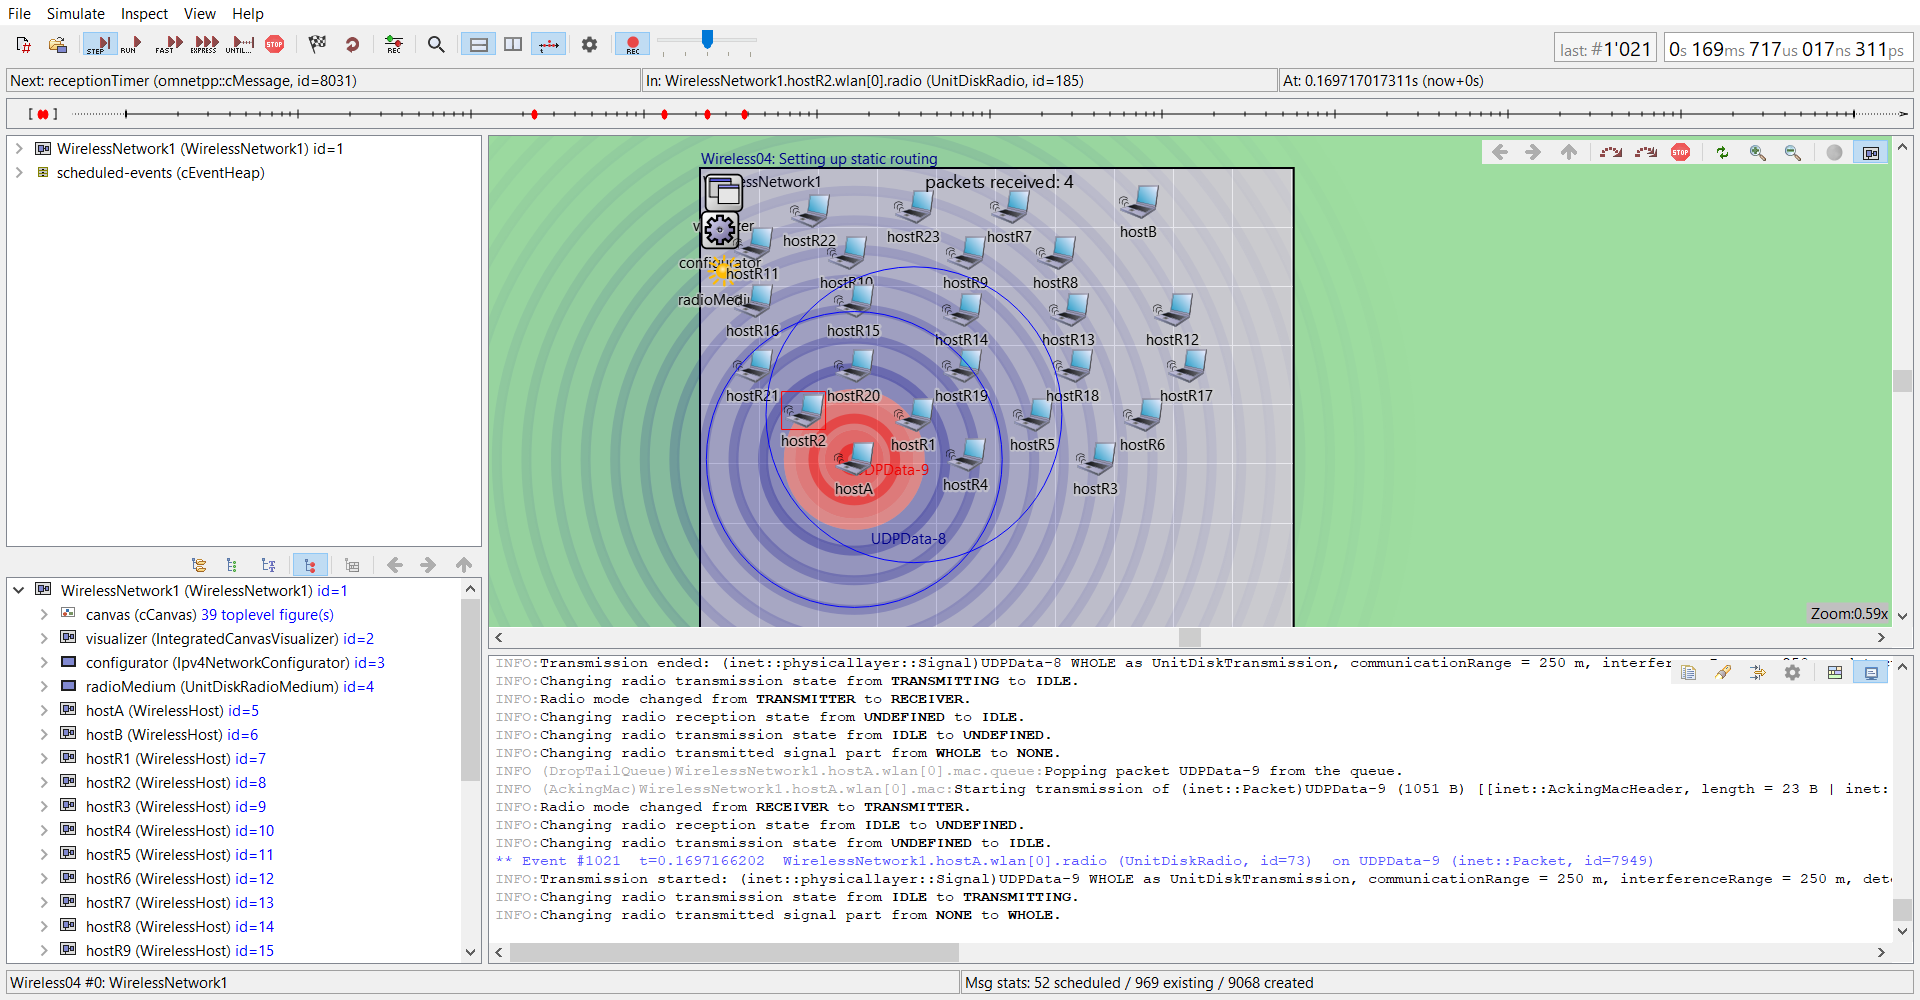 File Simulate Inspect View Help
STEP RUN FAST EXPRESS UNTIL... STOP REC REC
last: #1'021 0s 169ms 717us 017ns 311ps
Next: receptionTimer (omnetpp::cMessage, id=8031) In: WirelessNetwork1.hostR2.wlan[0].radio (UnitDiskRadio, id=185) At: 0.169717017311s (now+0s)
WirelessNetwork1 (WirelessNetwork1) id=1
scheduled-events (cEventHeap)
WirelessNetwork1 (WirelessNetwork1) id=1
canvas (cCanvas) 39 toplevel figure(s)
visualizer (IntegratedCanvasVisualizer) id=2
configurator (Ipv4NetworkConfigurator) id=3
radioMedium (UnitDiskRadioMedium) id=4
hostA (WirelessHost) id=5
hostB (WirelessHost) id=6
hostR1 (WirelessHost) id=7
hostR2 (WirelessHost) id=8
hostR3 (WirelessHost) id=9
hostR4 (WirelessHost) id=10
hostR5 (WirelessHost) id=11
hostR6 (WirelessHost) id=12
hostR7 (WirelessHost) id=13
hostR8 (WirelessHost) id=14
hostR9 (WirelessHost) id=15
Wireless04: Setting up static routing
STOP
essNetwork1 packets received: 4
hostR22 hostR23 hostR7 hostB
configurator
hostR11 hostR10 hostR9 hostR8
radioMediu
hostR16 hostR15 hostR14 hostR13 hostR12
hostR21 hostR20 hostR19 hostR18 hostR17
hostR2 hostR1 hostR5 hostR6
DPData-9
hostA hostR4 hostR3
UDPData-8
Zoom:0.59x
INFO:Transmission ended: (inet::physicallayer::Signal)UDPData-8 WHOLE as UnitDiskTransmission, communicationRange = 250 m, interfer
INFO:Changing radio transmission state from TRANSMITTING to IDLE.
INFO:Radio mode changed from TRANSMITTER to RECEIVER.
INFO:Changing radio reception state from UNDEFINED to IDLE.
INFO:Changing radio transmission state from IDLE to UNDEFINED.
INFO:Changing radio transmitted signal part from WHOLE to NONE.
INFO (DropTailQueue)WirelessNetwork1.hostA.wlan[0].mac.queue:Popping packet UDPData-9 from the queue.
INFO (AckingMac)WirelessNetwork1.hostA.wlan[0].mac:Starting transmission of (inet::Packet)UDPData-9 (1051 B) [[inet::AckingMacHeader, length = 23 B | inet:
INFO:Radio mode changed from RECEIVER to TRANSMITTER.
INFO:Changing radio reception state from IDLE to UNDEFINED.
INFO:Changing radio transmission state from UNDEFINED to IDLE.
** Event #1021 t=0.1697166202 WirelessNetwork1.hostA.wlan[0].radio (UnitDiskRadio, id=73) on UDPData-9 (inet::Packet, id=7949)
INFO:Transmission started: (inet::physicallayer::Signal)UDPData-9 WHOLE as UnitDiskTransmission, communicationRange = 250 m, interferenceRange = 250 m, dete
INFO:Changing radio transmission state from IDLE to TRANSMITTING.
INFO:Changing radio transmitted signal part from NONE to WHOLE.
Wireless04 #0: WirelessNetwork1 Msg stats: 52 scheduled / 969 existing / 9068 created